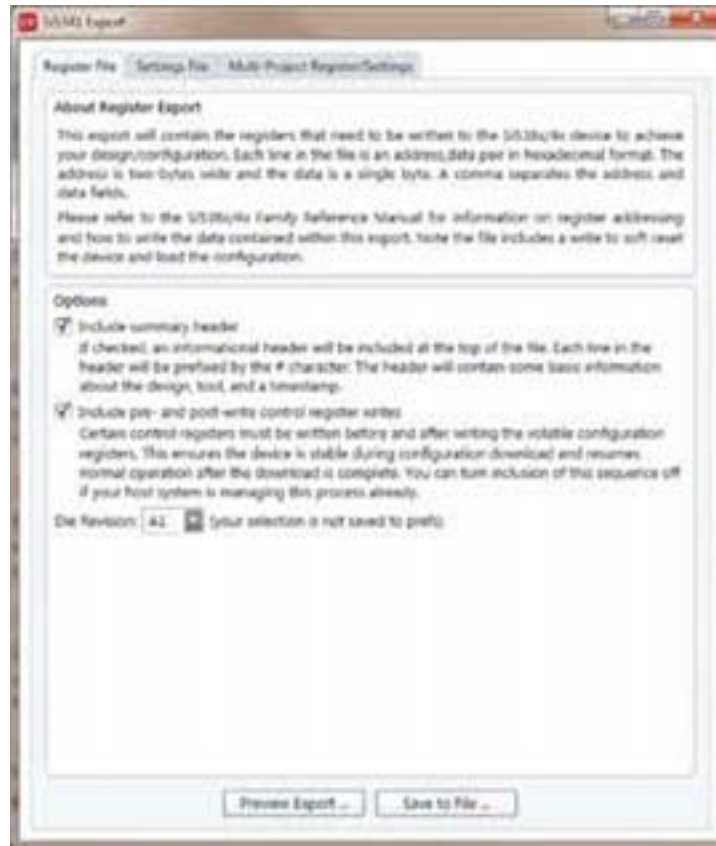 Export
Register File Settings File Multi-Project Register/Settings
About Register Export
This export will contain the registers that need to be written to the device to achieve
your design/configuration. Each line in the file is an address,data pair in hexadecimal format. The
address is two bytes wide and the data is a single byte. A comma separates the address and
data fields.
Please refer to the Family Reference Manual for information on register addressing
and how to write the data contained within this export. Note the file includes a write to soft reset
the device and load the configuration.
Options
Include summary header
If checked, an informational header will be included at the top of the file. Each line in the
header will be prefixed by the # character. The header will contain some basic information
about the design, tool, and a timestamp.
Include pre- and post-write control register writes
Certain control registers must be written before and after writing the volatile configuration
registers. This ensures the device is stable during configuration download and resumes
normal operation after the download is complete. You can turn inclusion of this sequence off
if your host system is managing this process already.
Die Revision: A1 (your selection is not saved to prefs)
Preview Export ... Save to File ...